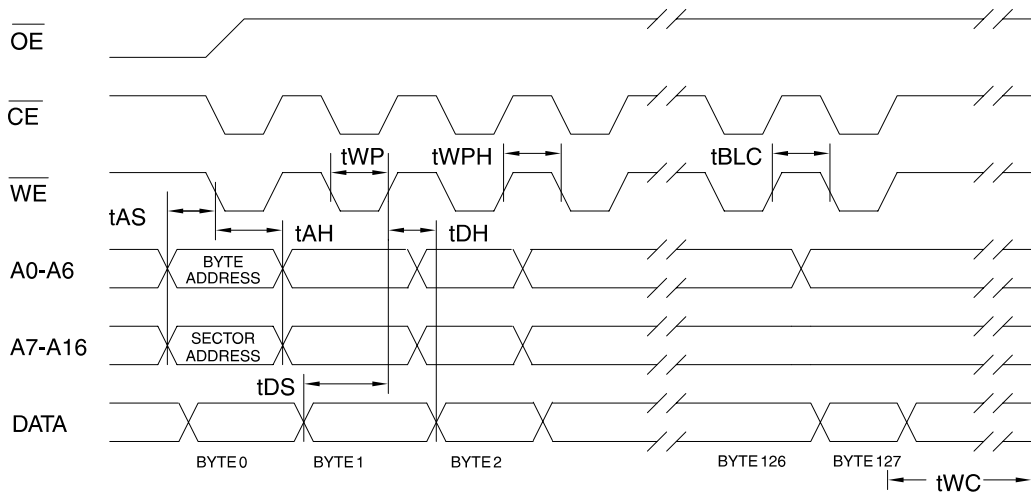 OE
CE
tWP tWPH tBLC
WE
tAS
tAH tDH
A0-A6 BYTE ADDRESS
A7-A16 SECTOR ADDRESS
tDS
DATA
BYTE 0 BYTE 1 BYTE 2 BYTE 126 BYTE 127
tWC